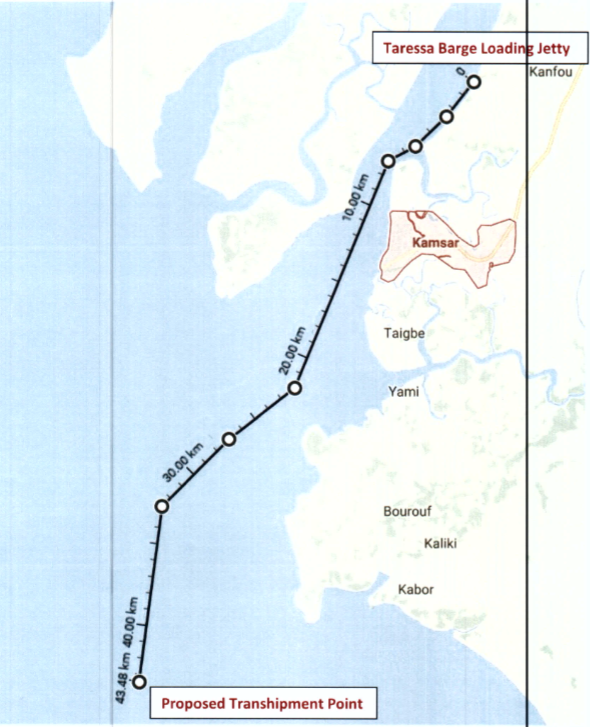 Taressa Barge Loading Jetty
0
Kanfou
10.00 km
Kamsar
Taigbe
20.00 km
Yami
30.00 km
Bourouf
Kaliki
Kabor
40.00 km
43.48 km
Proposed Transhipment Point